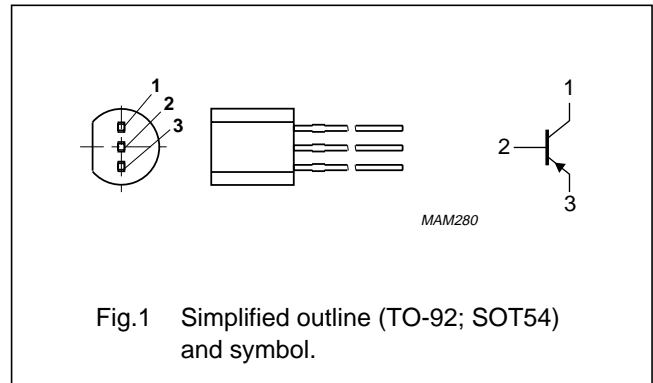 1
2
3
1
2
3
MAM280
Fig.1 Simplified outline (TO-92; SOT54)
and symbol.